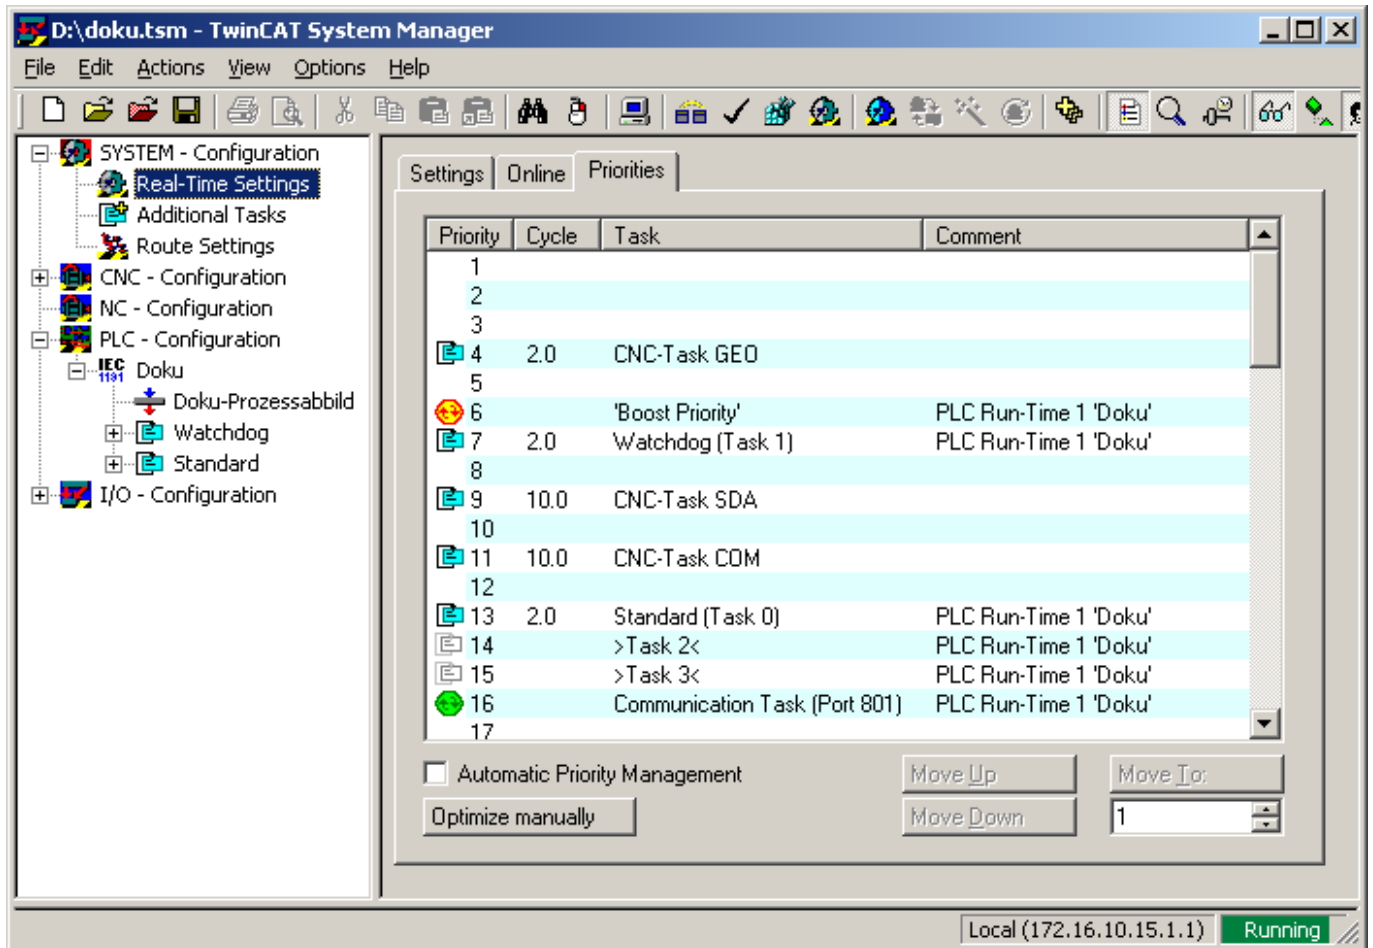 D:\doku.tsm - TwinCAT System Manager
File Edit Actions View Options Help
SYSTEM - Configuration
Real-Time Settings
Additional Tasks
Route Settings
CNC - Configuration
NC - Configuration
PLC - Configuration
IEC 1131 Doku
Doku-Prozessabbild
Watchdog
Standard
I/O - Configuration
Settings Online Priorities
Priority Cycle Task Comment
1
2
3
4 2.0 CNC-Task GEO
5
6 'Boost Priority' PLC Run-Time 1 'Doku'
7 2.0 Watchdog (Task 1) PLC Run-Time 1 'Doku'
8
9 10.0 CNC-Task SDA
10
11 10.0 CNC-Task COM
12
13 2.0 Standard (Task 0) PLC Run-Time 1 'Doku'
14 >Task 2< PLC Run-Time 1 'Doku'
15 >Task 3< PLC Run-Time 1 'Doku'
16 Communication Task (Port 801) PLC Run-Time 1 'Doku'
17
Automatic Priority Management Move Up Move To:
Optimize manually Move Down 1
Local (172.16.10.15.1.1) Running